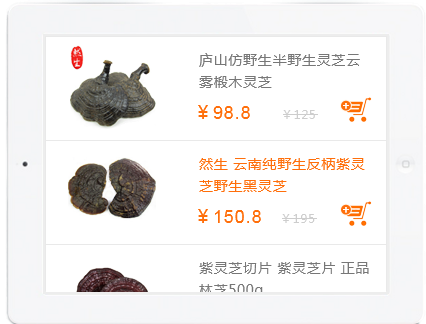 然生
庐山仿野生半野生灵芝云
雾椴木灵芝
¥ 98.8 ¥ 125
然生 云南纯野生反柄紫灵
芝野生黑灵芝
¥ 150.8 ¥ 195
紫灵芝切片 紫灵芝片 正品
林芝500g